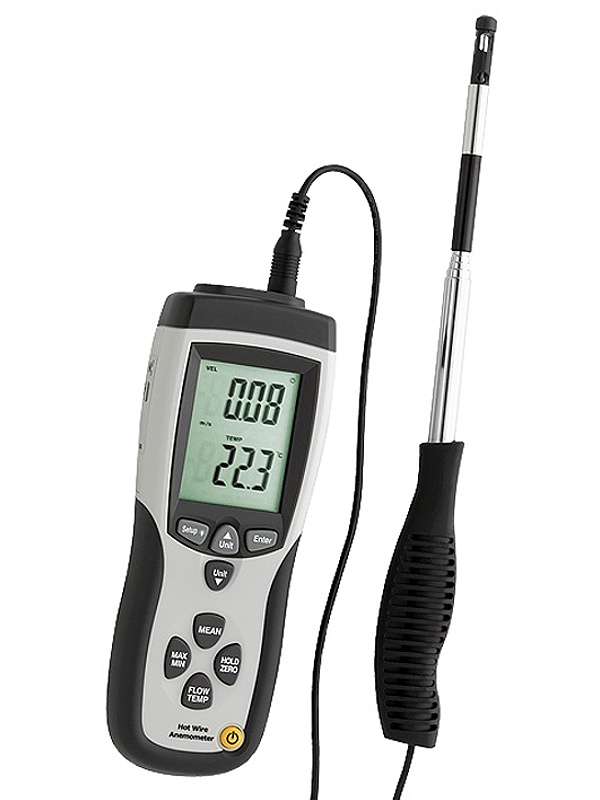 VEL
0.08
m/s
TEMP
22.3 °C
Setup
Unit
Enter
Unit
MEAN
MAX
MIN
HOLD
ZERO
FLOW
TEMP
Hot Wire
Anemometer